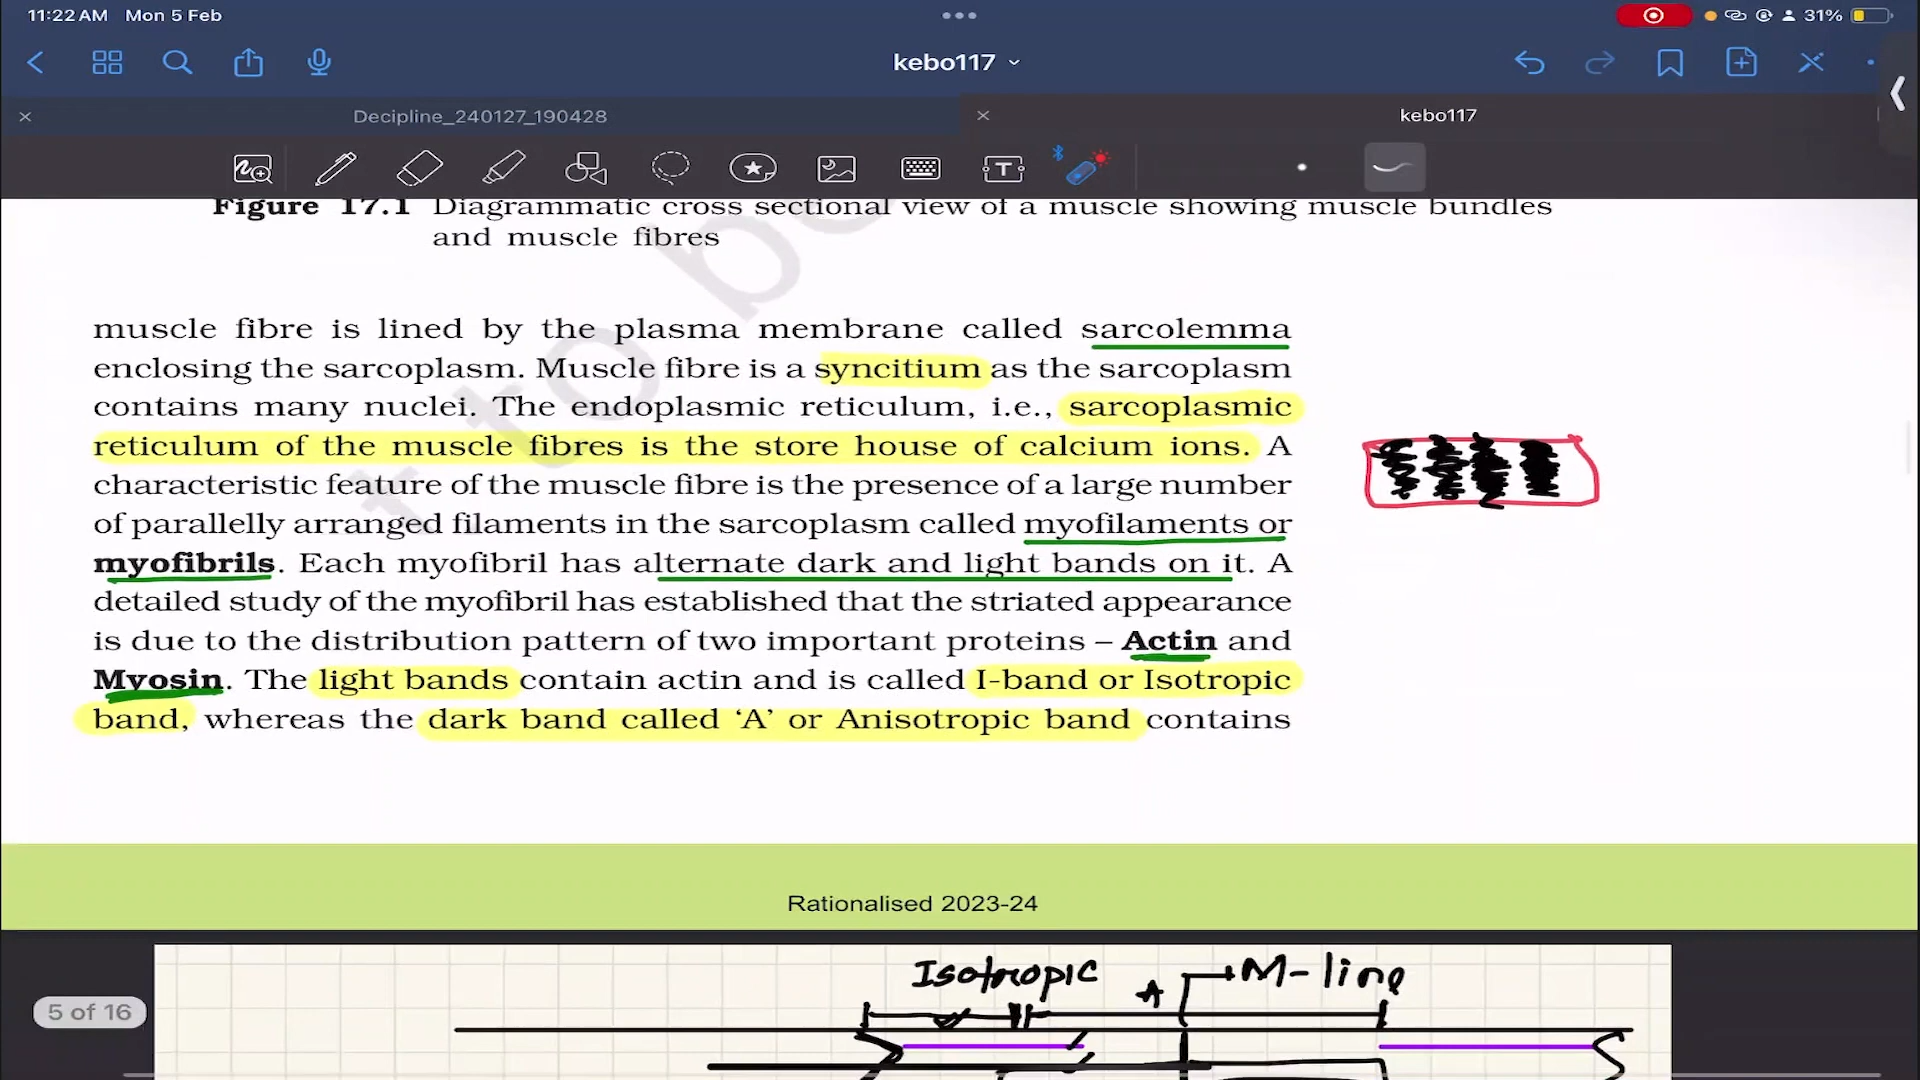 11:22 AM Mon 5 Feb
31%
kebo117
Decipline_240127_190428
kebo117
Figure 17.1 Diagrammatic cross sectional view of a muscle showing muscle bundles
and muscle fibres
muscle fibre is lined by the plasma membrane called sarcolemma
enclosing the sarcoplasm. Muscle fibre is a syncitium as the sarcoplasm
contains many nuclei. The endoplasmic reticulum, i.e., sarcoplasmic
reticulum of the muscle fibres is the store house of calcium ions. A
characteristic feature of the muscle fibre is the presence of a large number
of parallelly arranged filaments in the sarcoplasm called myofilaments or
myofibrils. Each myofibril has alternate dark and light bands on it. A
detailed study of the myofibril has established that the striated appearance
is due to the distribution pattern of two important proteins – Actin and
Myosin. The light bands contain actin and is called I-band or Isotropic
band, whereas the dark band called ‘A’ or Anisotropic band contains
Rationalised 2023-24
Isotropic
A
M-line
5 of 16